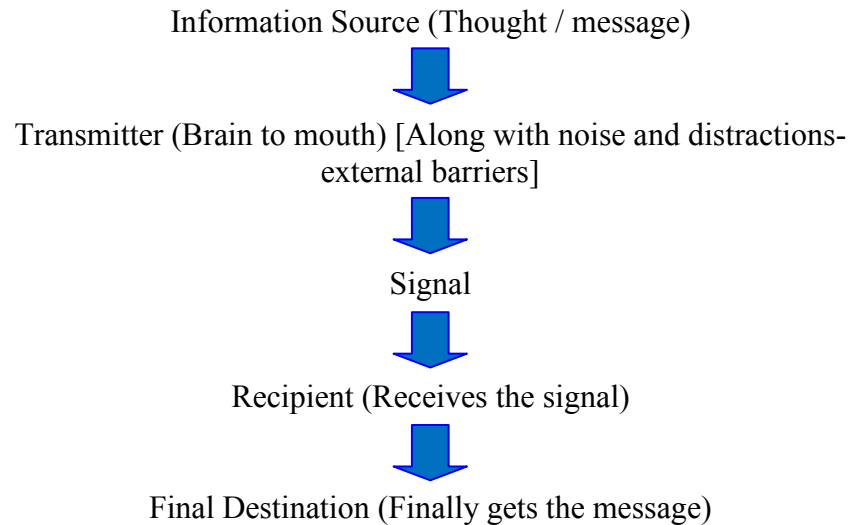 Information Source (Thought / message)
Transmitter (Brain to mouth) [Along with noise and distractions-
external barriers]
Signal
Recipient (Receives the signal)
Final Destination (Finally gets the message)